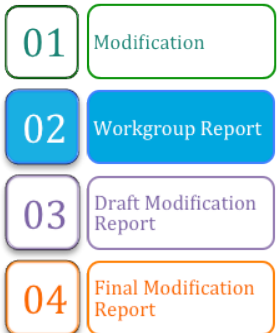 01
Modification
02
Workgroup Report
03
Draft Modification
Report
04
Final Modification
Report